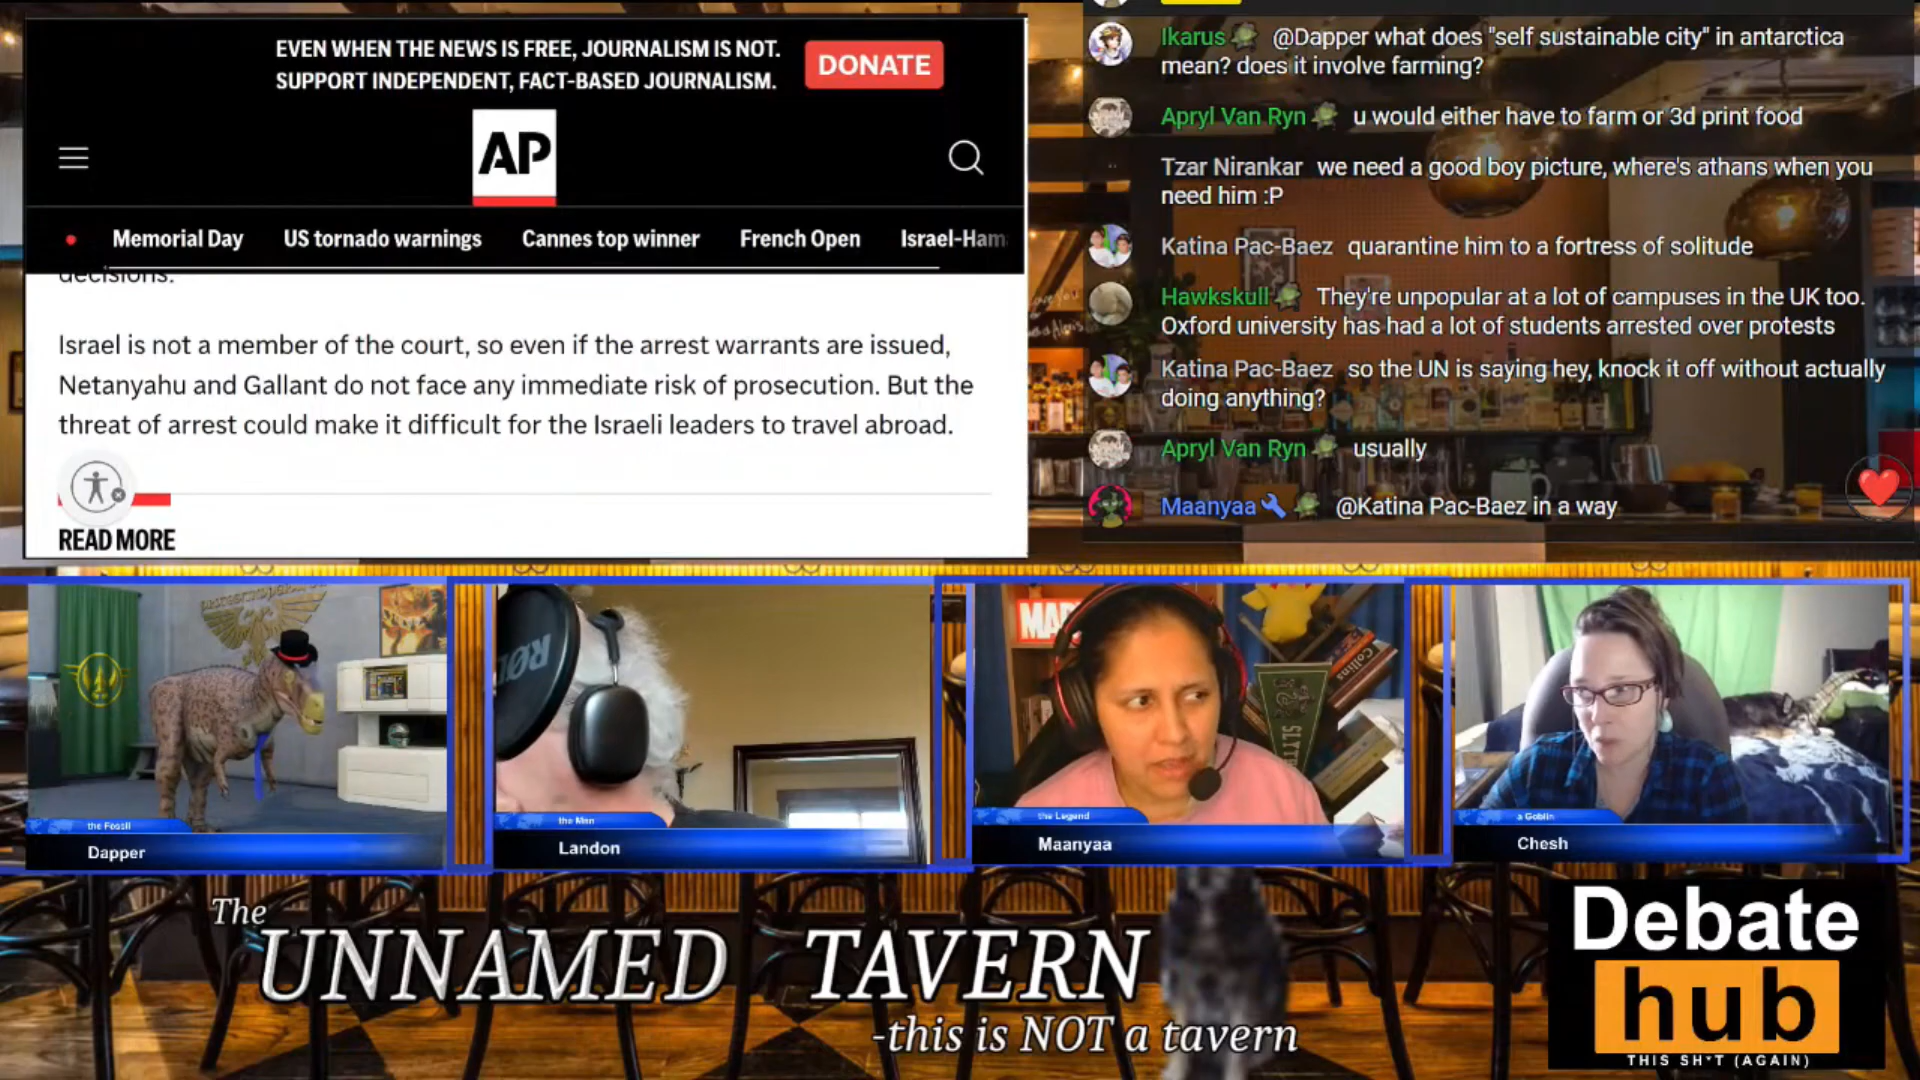 EVEN WHEN THE NEWS IS FREE, JOURNALISM IS NOT.
SUPPORT INDEPENDENT, FACT-BASED JOURNALISM.
DONATE
AP
Memorial Day US tornado warnings Cannes top winner French Open Israel-Ham
decisions.
Israel is not a member of the court, so even if the arrest warrants are issued,
Netanyahu and Gallant do not face any immediate risk of prosecution. But the
threat of arrest could make it difficult for the Israeli leaders to travel abroad.
READ MORE
Ikarus @Dapper what does "self sustainable city" in antarctica
mean? does it involve farming?
Apryl Van Ryn u would either have to farm or 3d print food
Tzar Nirankar we need a good boy picture, where's athans when you
need him :P
Katina Pac-Baez quarantine him to a fortress of solitude
Hawkskull They're unpopular at a lot of campuses in the UK too.
Oxford university has had a lot of students arrested over protests
Katina Pac-Baez so the UN is saying hey, knock it off without actually
doing anything?
Apryl Van Ryn usually
Maanyaa @Katina Pac-Baez in a way
the Fossil
Dapper
RØD
the Man
Landon
MAR
Collins
the Legend
Maanyaa
a Goblin
Chesh
The
UNNAMED TAVERN
-this is NOT a tavern
Debate
hub
THIS SH*T (AGAIN)